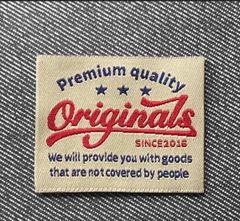 Premium quality
Originals
SINCE2016
We will provide you with goods
that are not covered by people